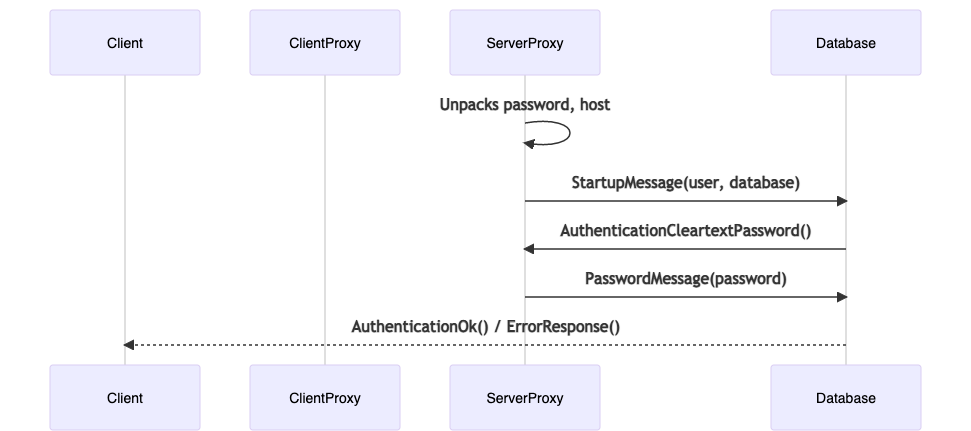 Client
ClientProxy
ServerProxy
Database
Unpacks password, host
StartupMessage(user, database)
AuthenticationCleartextPassword()
PasswordMessage(password)
AuthenticationOk() / ErrorResponse()
Client
ClientProxy
ServerProxy
Database